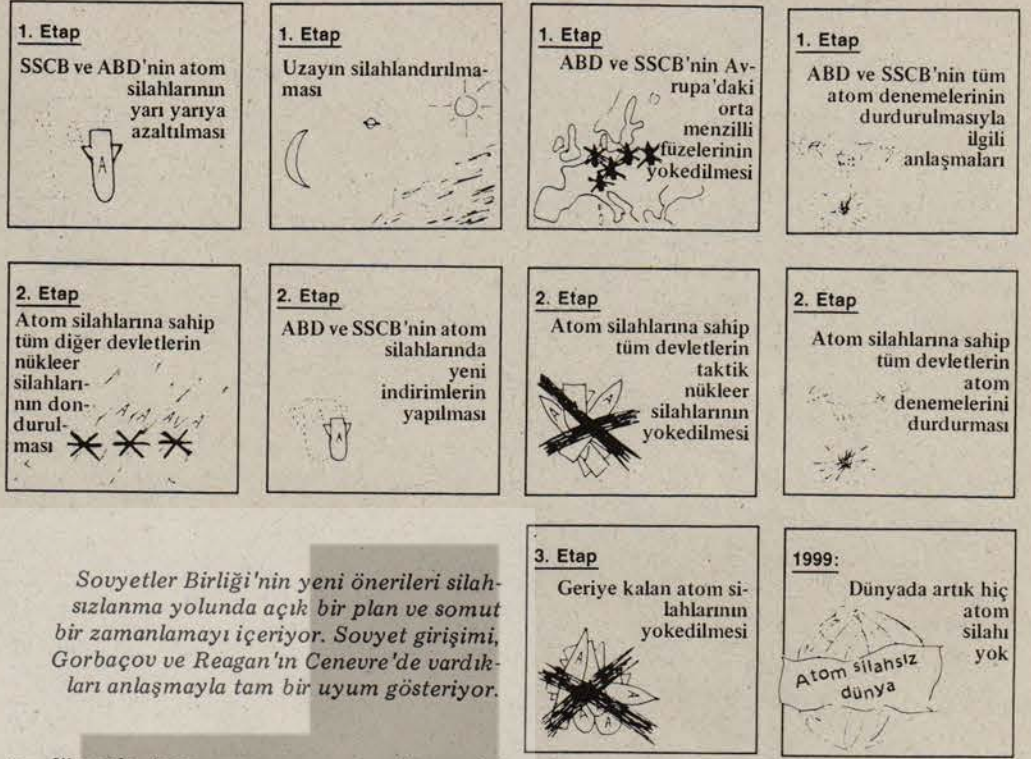 1. Etap
SSCB ve ABD'nin atom
silahlarının
yarı yarıya
azaltılması
A
1. Etap
Uzayın silahlandırılma-
ması
1. Etap
ABD ve SSCB'nin Av-
rupa'daki
orta
menzilli
füzelerinin
yokedilmesi
1. Etap
ABD ve SSCB'nin tüm
atom denemelerinin
durdurulmasıyla
ilgili
anlaşmaları
2. Etap
Atom silahlarına sahip
tüm diğer devletlerin
nükleer
silahları-
nın don-
durul-
ması
2. Etap
ABD ve SSCB'nin atom
silahlarında
yeni
indirimlerin
yapılması
A
2. Etap
Atom silahlarına sahip
tüm devletlerin
taktik
nükleer
silahlarının
yokedilmesi
2. Etap
Atom silahlarına sahip
tüm devletlerin
atom
denemelerini
durdurması
Sovyetler Birliği'nin yeni önerileri silah-
sızlanma yolunda açık bir plan ve somut
bir zamanlamayı içeriyor. Sovyet girişimi,
Gorbaçov ve Reagan'ın Cenevre'de vardık-
ları anlaşmayla tam bir uyum gösteriyor.
3. Etap
Geriye kalan atom si-
lahlarının
yokedilmesi
1999:
Dünyada artık hiç
atom
silahı
yok
Atom silahsız
dünya